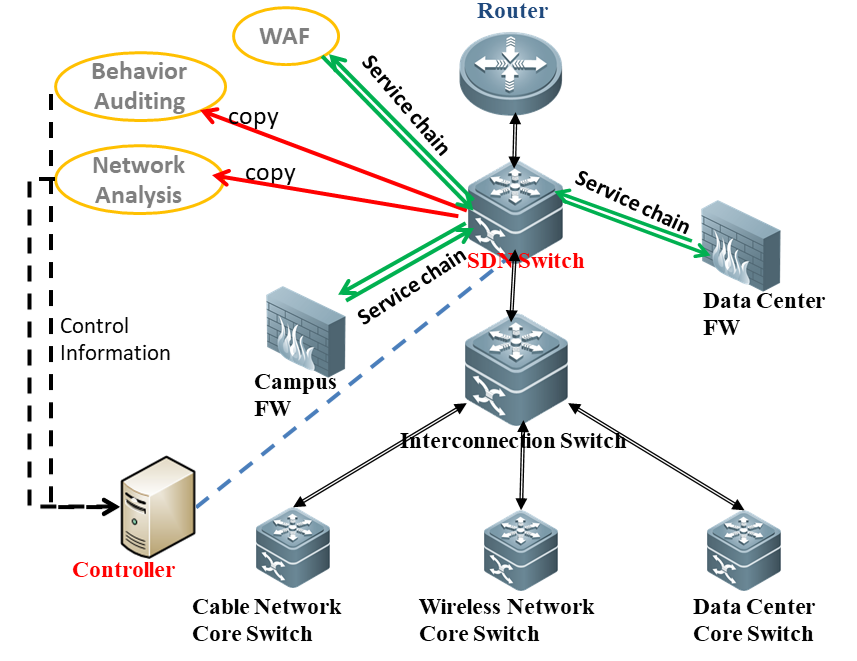 Router
WAF
Behavior
Auditing
Service chain
copy
Network
Analysis
copy
Service chain
SDN Switch
Service chain
Data Center
FW
Control
Information
Campus
FW
Interconnection Switch
Controller
Cable Network
Core Switch
Wireless Network
Core Switch
Data Center
Core Switch